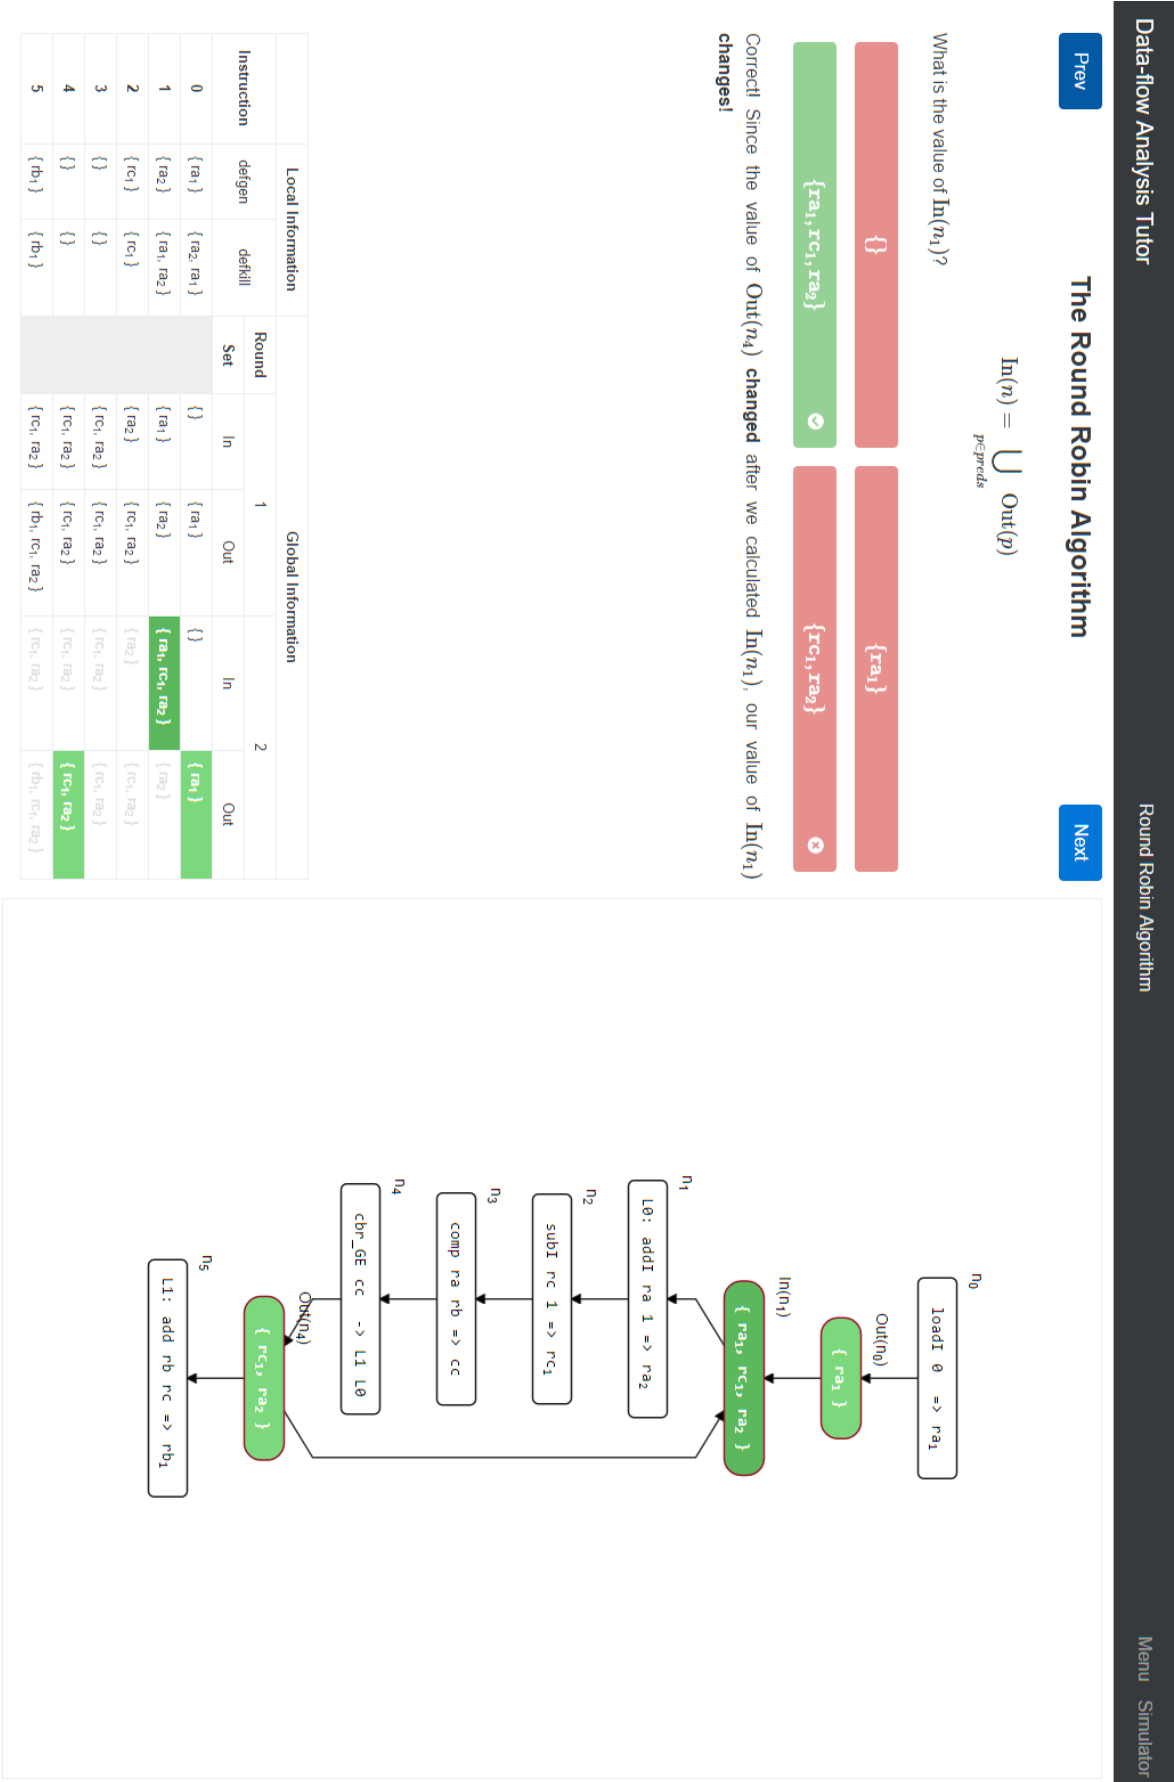 Data-flow Analysis Tutor
Round Robin Algorithm
Menu Simulator
Prev
The Round Robin Algorithm
Next
In(n) = ⋃ Out(p)
p∈preds
What is the value of In(n₁)?
{}
{ra₁}
{ra₁, rc₁, ra₂}
{rc₁, ra₂}
Correct! Since the value of Out(n₄) changed after we calculated In(n₁), our value of In(n₁)
changes!
Local Information Global Information
Round 1 2
Instruction defgen defkill Set In Out In Out
0 { ra₁ } { ra₂, ra₁ } { } { ra₁ } { } { ra₁ }
1 { ra₂ } { ra₁, ra₂ } { ra₁ } { ra₂ } { ra₁, rc₁, ra₂ } { ra₂ }
2 { rc₁ } { rc₁ } { ra₂ } { rc₁, ra₂ } { ra₂ } { rc₁, ra₂ }
3 { } { } { rc₁, ra₂ } { rc₁, ra₂ } { rc₁, ra₂ } { rc₁, ra₂ }
4 { } { } { rc₁, ra₂ } { rc₁, ra₂ } { rc₁, ra₂ } { rc₁, ra₂ }
5 { rb₁ } { rb₁ } { rc₁, ra₂ } { rb₁, rc₁, ra₂ } { rc₁, ra₂ } { rb₁, rc₁, ra₂ }
n₀
loadI 0 => ra₁
Out(n₀)
{ ra₁ }
In(n₁)
{ ra₁, rc₁, ra₂ }
n₁
L0: addI ra 1 => ra₂
n₂
subI rc 1 => rc₁
n₃
comp ra rb => cc
n₄
cbr_GE cc -> L1 L0
Out(n₄)
{ rc₁, ra₂ }
n₅
L1: add rb rc => rb₁